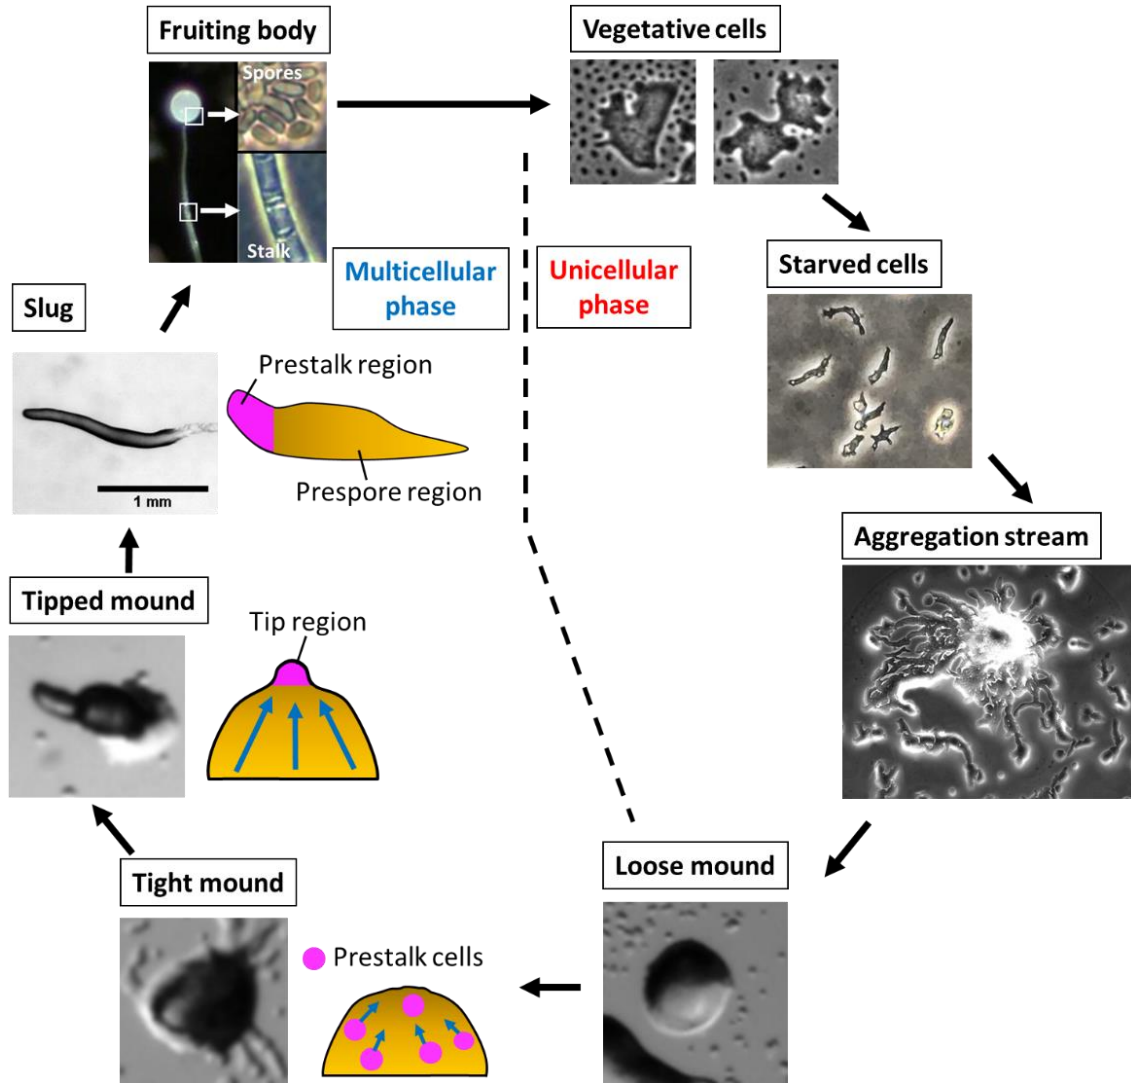 Fruiting body
Spores
Stalk
Vegetative cells
Multicellular
phase
Unicellular
phase
Starved cells
Slug
Prestalk region
Prespore region
1 mm
Aggregation stream
Tipped mound
Tip region
Loose mound
Tight mound
Prestalk cells